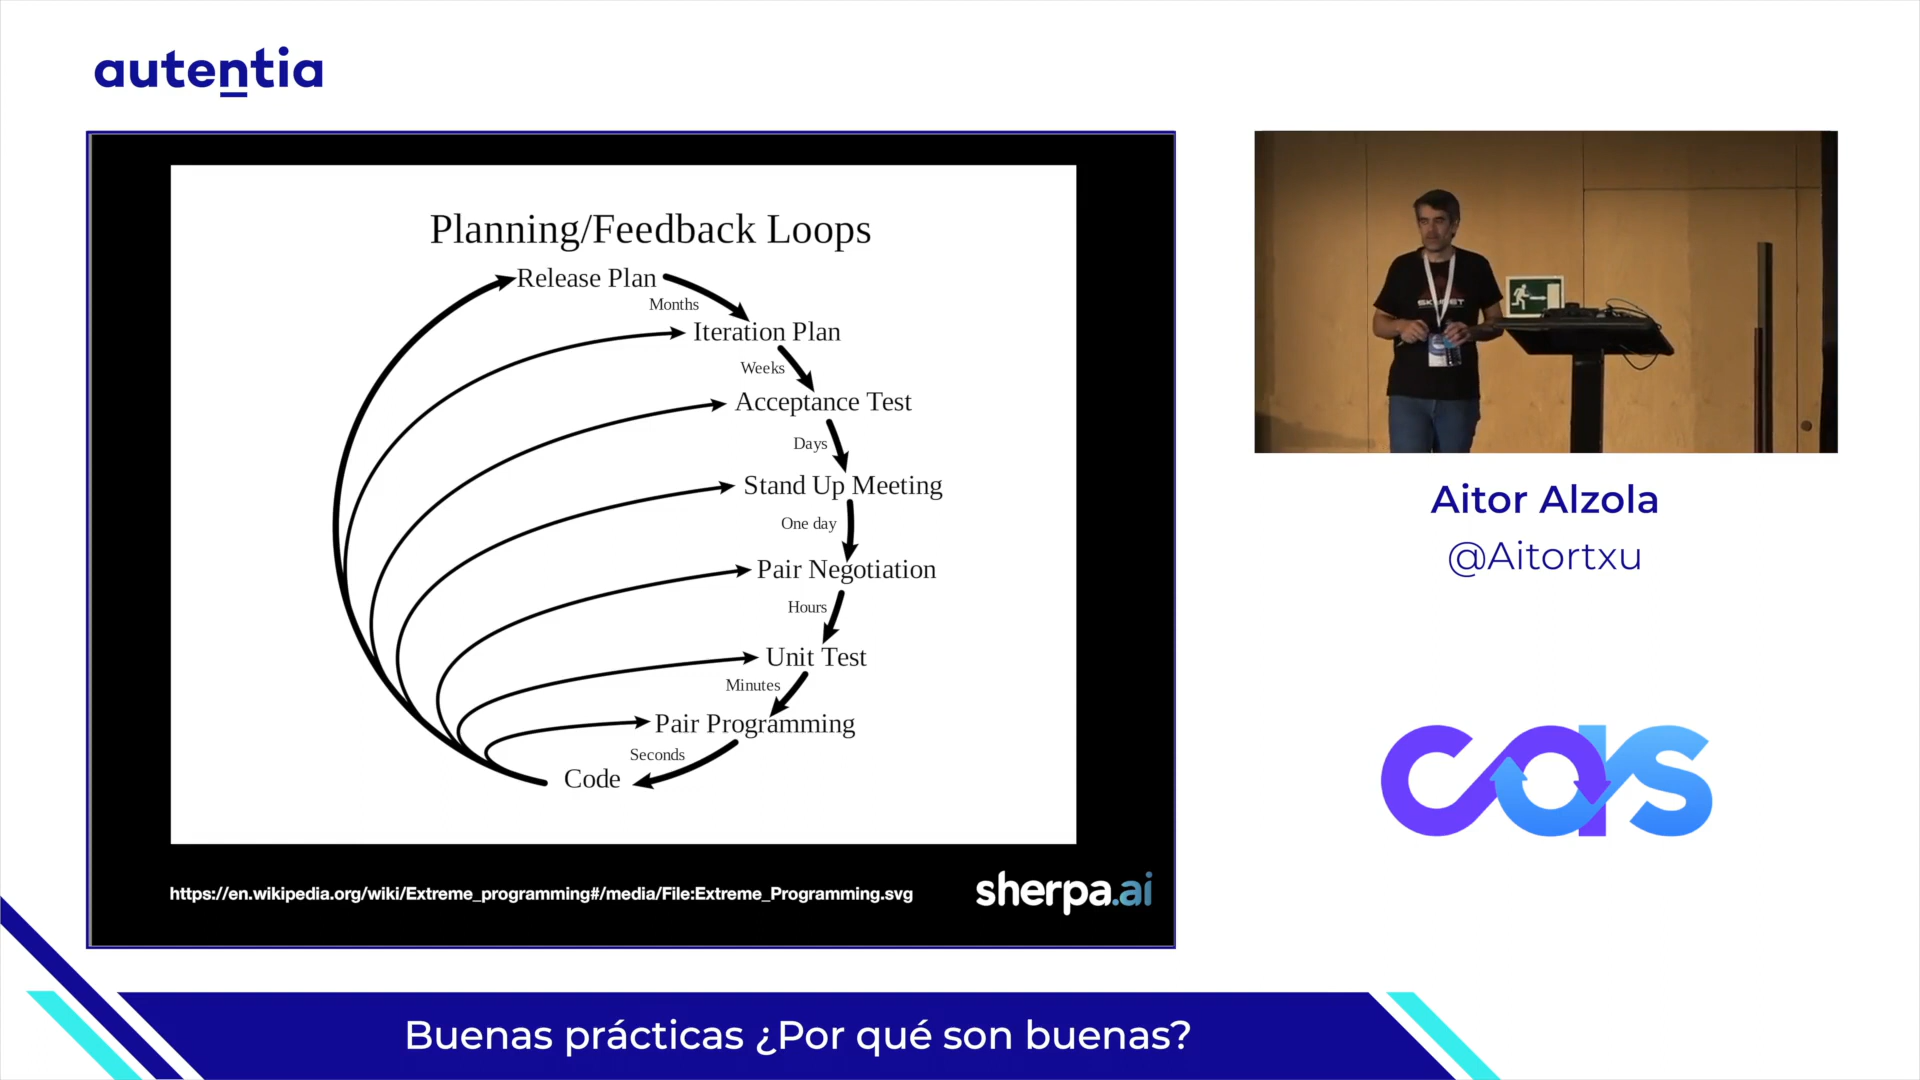 autentia
Planning/Feedback Loops
Release Plan
Months
Iteration Plan
Weeks
Acceptance Test
Days
Stand Up Meeting
One day
Pair Negotiation
Hours
Unit Test
Minutes
Pair Programming
Seconds
Code
https://en.wikipedia.org/wiki/Extreme_programming#/media/File:Extreme_Programming.svg
sherpa.ai
Aitor Alzola
@Aitortxu
cas
Buenas prácticas ¿Por qué son buenas?